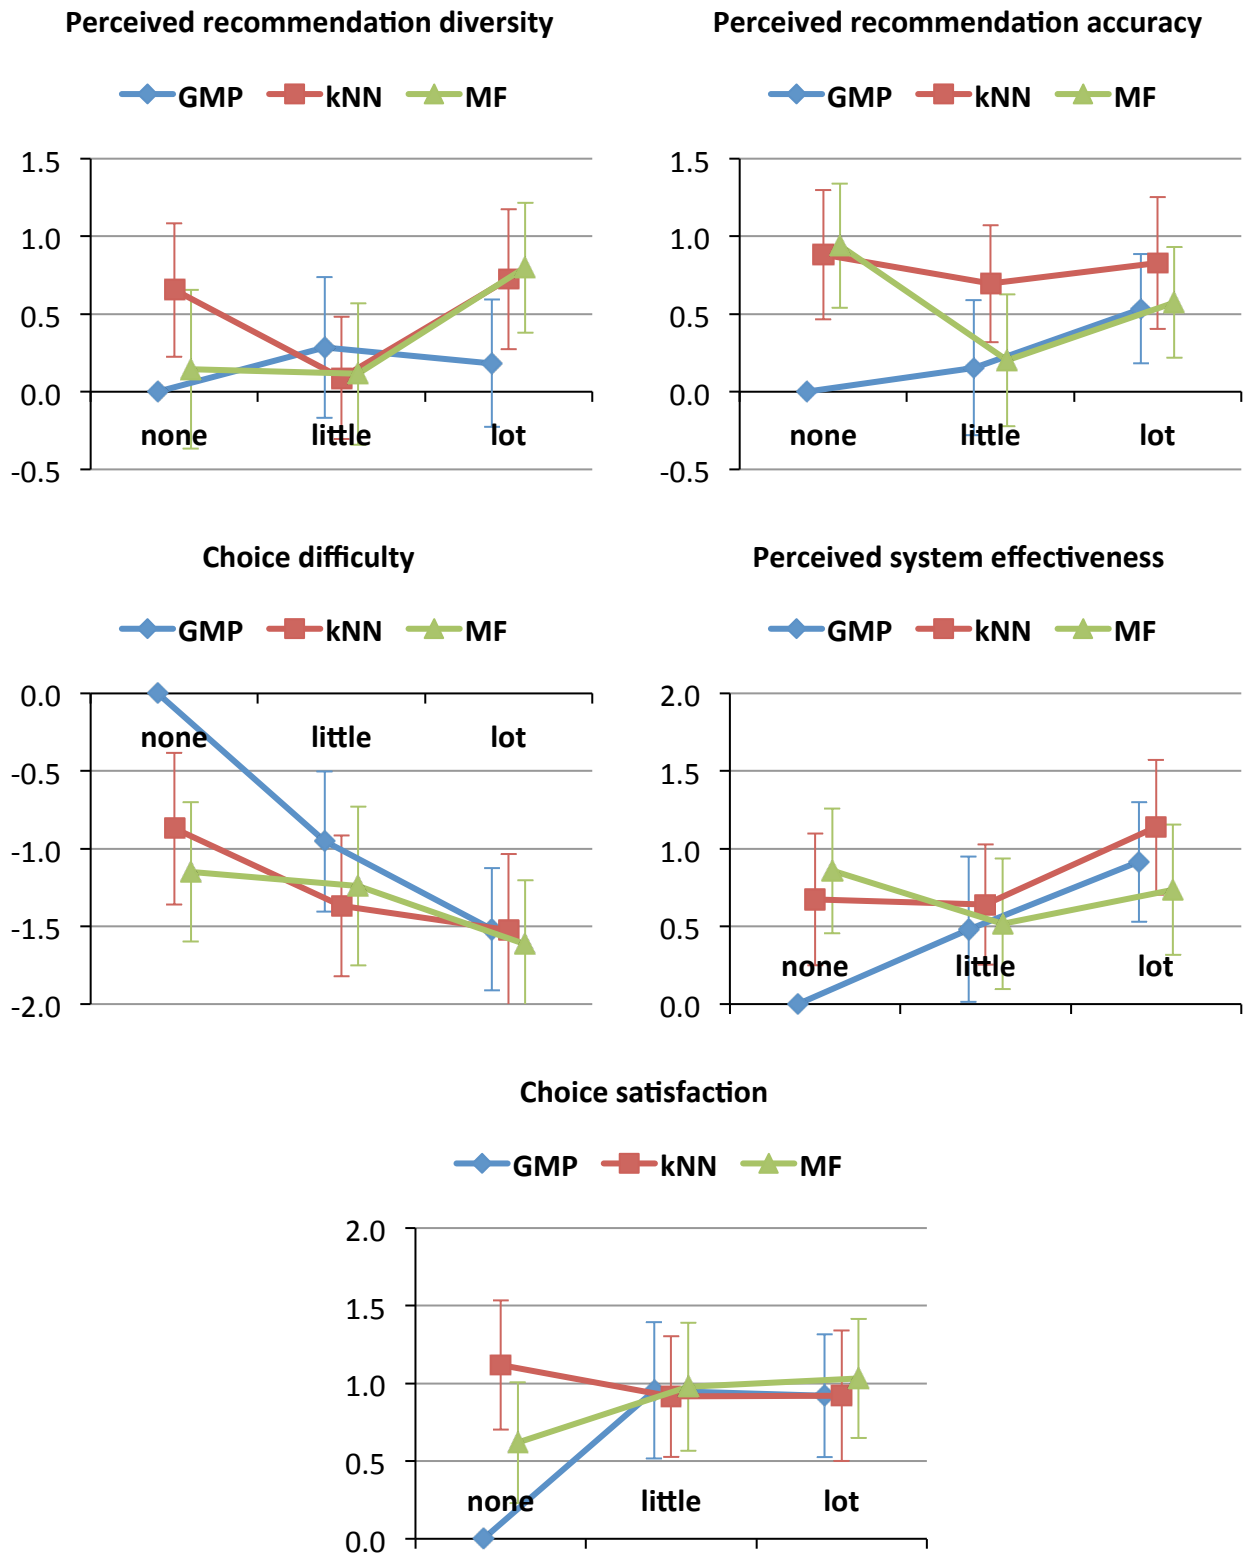 Perceived recommendation diversity
GMP kNN MF
1.5
1.0
0.5
0.0
-0.5
none little lot
Perceived recommendation accuracy
GMP kNN MF
1.5
1.0
0.5
0.0
-0.5
none little lot
Choice difficulty
GMP kNN MF
0.0
-0.5
-1.0
-1.5
-2.0
none little lot
Perceived system effectiveness
GMP kNN MF
2.0
1.5
1.0
0.5
0.0
none little lot
Choice satisfaction
GMP kNN MF
2.0
1.5
1.0
0.5
0.0
none little lot